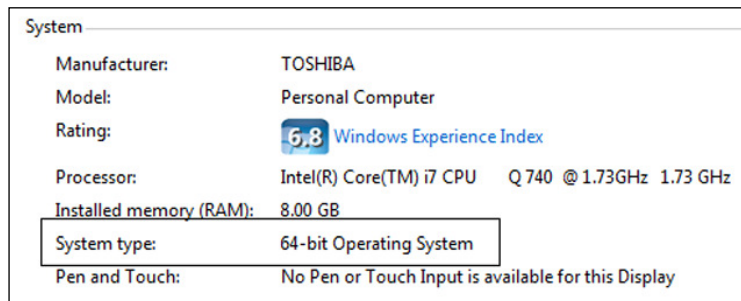 System
Manufacturer: TOSHIBA
Model: Personal Computer
Rating: 6,8 Windows Experience Index
Processor: Intel(R) Core(TM) i7 CPU Q 740 @ 1.73GHz 1.73 GHz
Installed memory (RAM): 8.00 GB
System type: 64-bit Operating System
Pen and Touch: No Pen or Touch Input is available for this Display